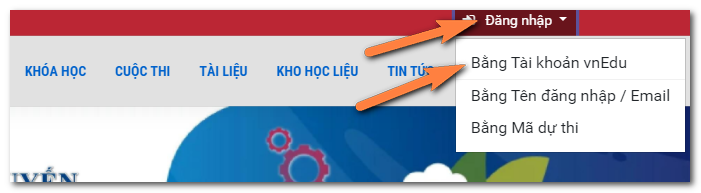 Đăng nhập
KHÓA HỌC CUỘC THI TÀI LIỆU KHO HỌC LIỆU TIN TỨC
Bằng Tài khoản vnEdu
Bằng Tên đăng nhập / Email
Bằng Mã dự thi